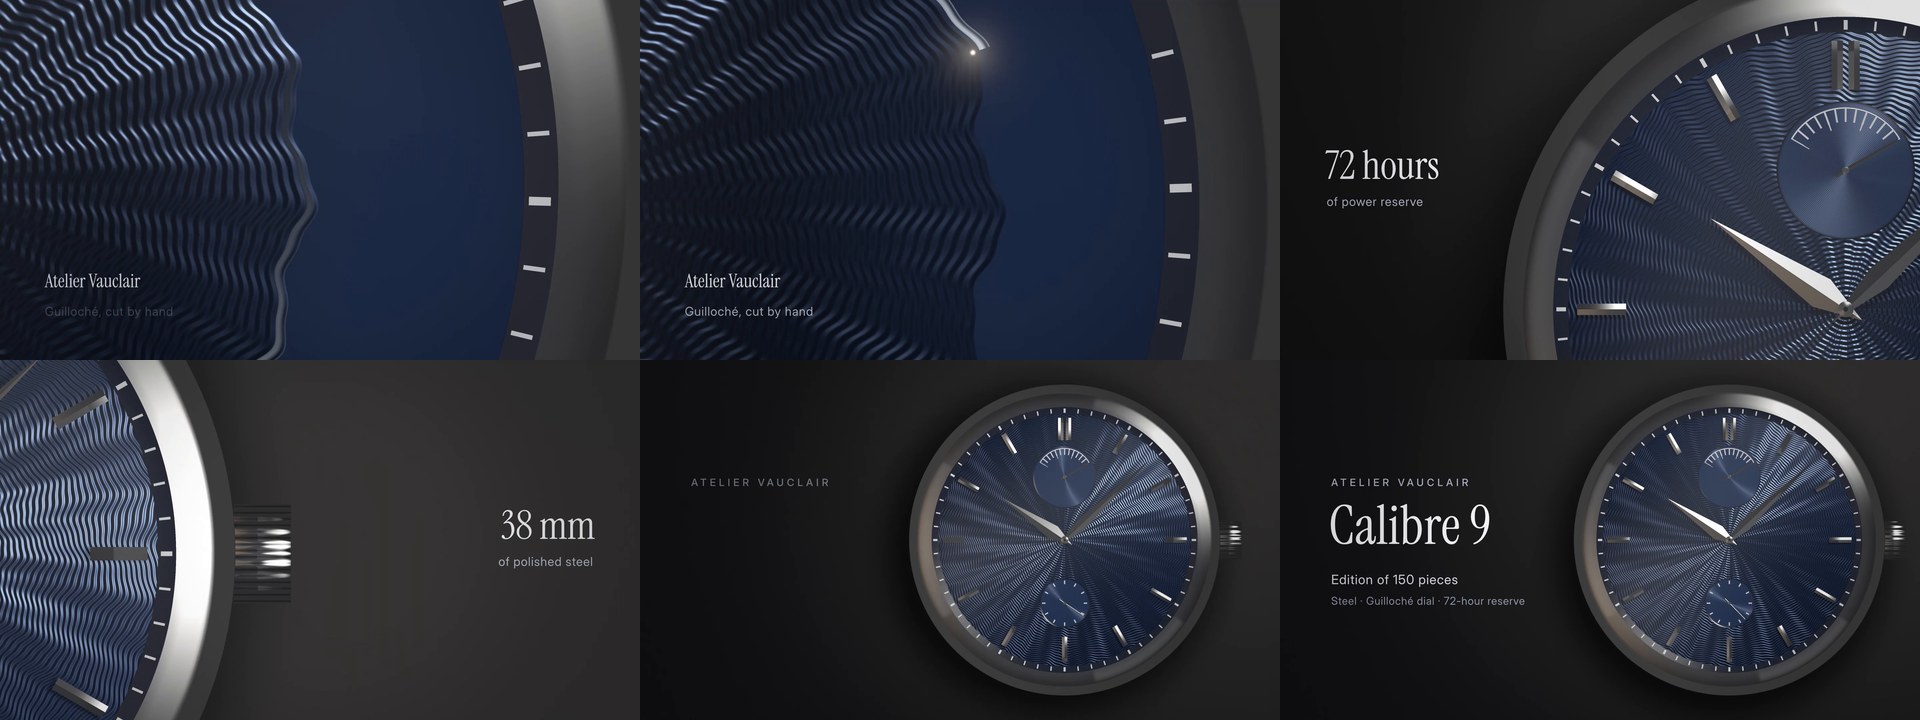 Atelier Vauclair
Guilloché, cut by hand
Atelier Vauclair
Guilloché, cut by hand
72 hours
of power reserve
38 mm
of polished steel
ATELIER VAUCLAIR
ATELIER VAUCLAIR
Calibre 9
Edition of 150 pieces
Steel · Guilloché dial · 72-hour reserve